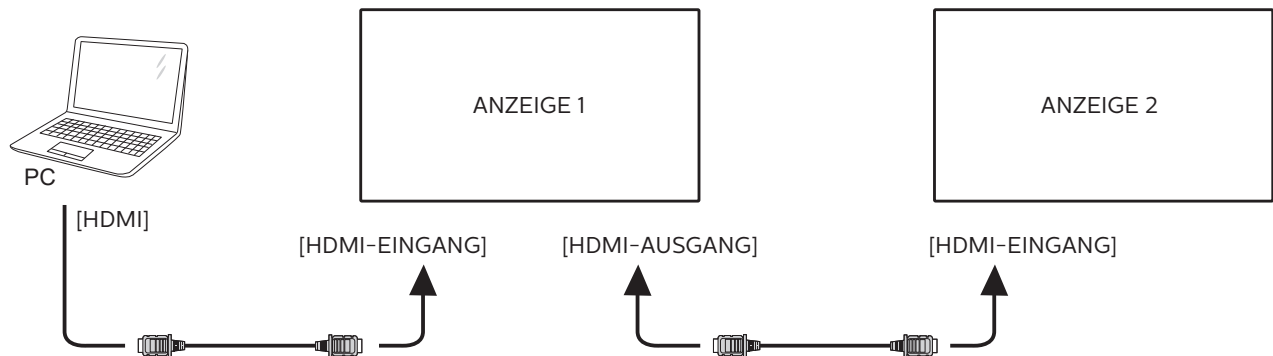 ANZEIGE 1
ANZEIGE 2
PC
[HDMI]
[HDMI-EINGANG]
[HDMI-AUSGANG]
[HDMI-EINGANG]